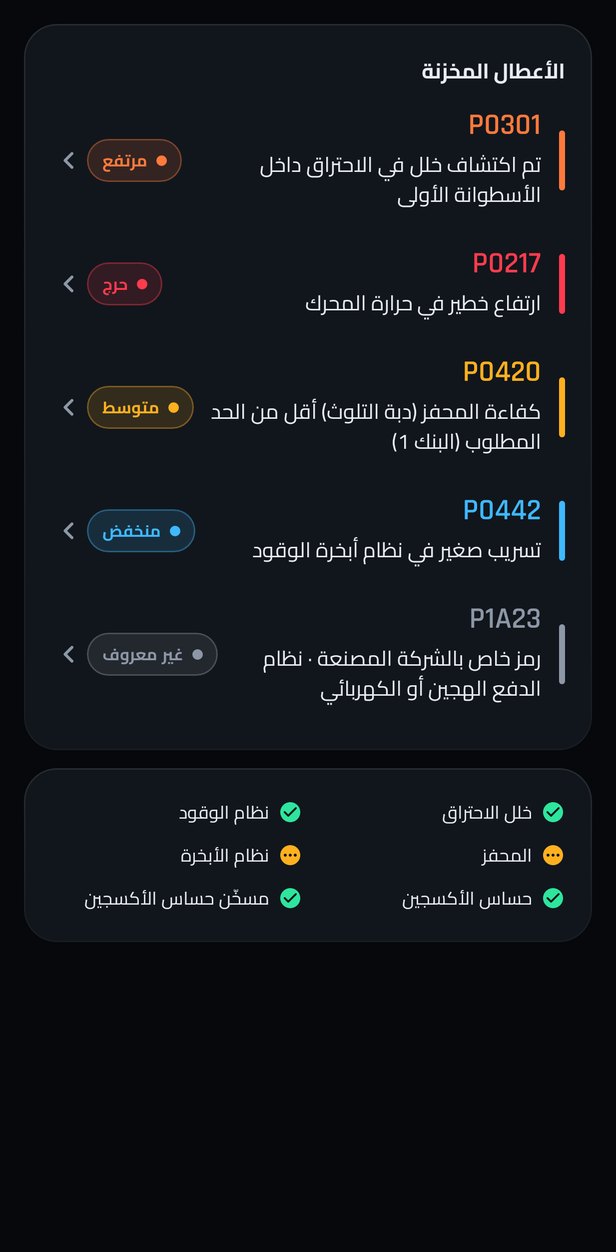 الأعطال المخزنة
P0301
تم اكتشاف خلل في الاحتراق داخل
الأسطوانة الأولى
مرتفع
P0217
ارتفاع خطير في حرارة المحرك
حرج
P0420
كفاءة المحفز (دبة التلوث) أقل من الحد
المطلوب (البنك 1)
متوسط
P0442
تسريب صغير في نظام أبخرة الوقود
منخفض
P1A23
رمز خاص بالشركة المصنعة · نظام
الدفع الهجين أو الكهربائي
غير معروف
خلل الاحتراق
نظام الوقود
المحفز
نظام الأبخرة
حساس الأكسجين
مسخّن حساس الأكسجين